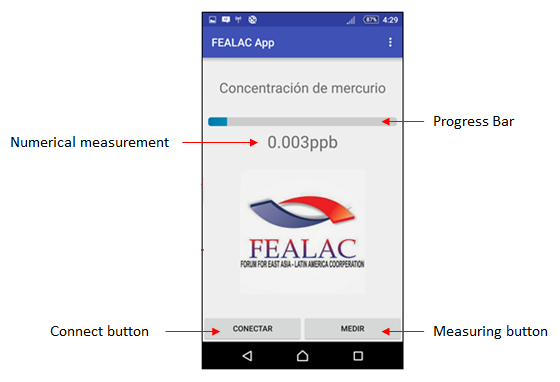 87% 4:29
FEALAC App
Concentración de mercurio
Progress Bar
Numerical measurement
0.003ppb
FEALAC
FORUM FOR EAST ASIA - LATIN AMERICA COORPERATION
Connect button
CONECTAR
MEDIR
Measuring button